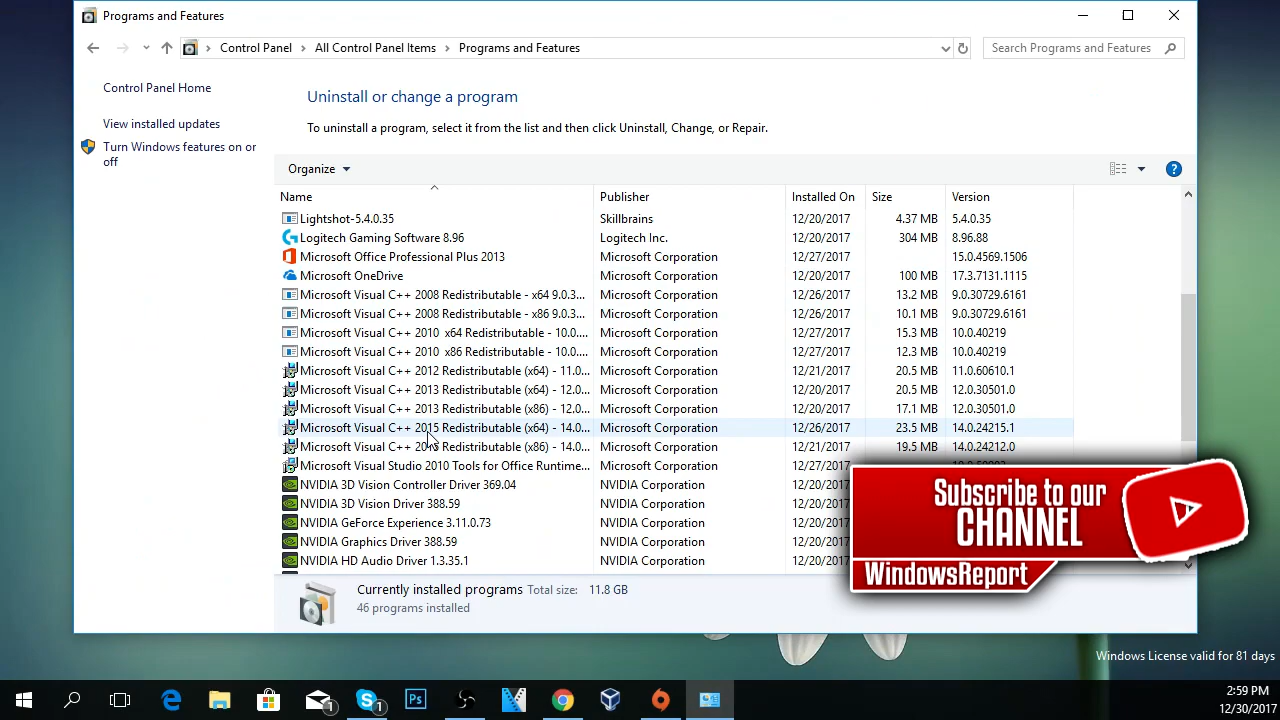 Programs and Features
Control Panel > All Control Panel Items > Programs and Features
Search Programs and Features
Control Panel Home
View installed updates
Turn Windows features on or
off
Uninstall or change a program
To uninstall a program, select it from the list and then click Uninstall, Change, or Repair.
Organize
Name Publisher Installed On Size Version
Lightshot-5.4.0.35 Skillbrains 12/20/2017 4.37 MB 5.4.0.35
Logitech Gaming Software 8.96 Logitech Inc. 12/20/2017 304 MB 8.96.88
Microsoft Office Professional Plus 2013 Microsoft Corporation 12/27/2017 15.0.4569.1506
Microsoft OneDrive Microsoft Corporation 12/20/2017 100 MB 17.3.7131.1115
Microsoft Visual C++ 2008 Redistributable - x64 9.0.3... Microsoft Corporation 12/26/2017 13.2 MB 9.0.30729.6161
Microsoft Visual C++ 2008 Redistributable - x86 9.0.3... Microsoft Corporation 12/26/2017 10.1 MB 9.0.30729.6161
Microsoft Visual C++ 2010 x64 Redistributable - 10.0.... Microsoft Corporation 12/27/2017 15.3 MB 10.0.40219
Microsoft Visual C++ 2010 x86 Redistributable - 10.0.... Microsoft Corporation 12/27/2017 12.3 MB 10.0.40219
Microsoft Visual C++ 2012 Redistributable (x64) - 11.0... Microsoft Corporation 12/21/2017 20.5 MB 11.0.60610.1
Microsoft Visual C++ 2013 Redistributable (x64) - 12.0... Microsoft Corporation 12/20/2017 20.5 MB 12.0.30501.0
Microsoft Visual C++ 2013 Redistributable (x86) - 12.0... Microsoft Corporation 12/20/2017 17.1 MB 12.0.30501.0
Microsoft Visual C++ 2015 Redistributable (x64) - 14.0... Microsoft Corporation 12/26/2017 23.5 MB 14.0.24215.1
Microsoft Visual C++ 2015 Redistributable (x86) - 14.0... Microsoft Corporation 12/21/2017 19.5 MB 14.0.24212.0
Microsoft Visual Studio 2010 Tools for Office Runtime... Microsoft Corporation 12/27/2017
NVIDIA 3D Vision Controller Driver 369.04 NVIDIA Corporation 12/20/2017
NVIDIA 3D Vision Driver 388.59 NVIDIA Corporation 12/20/2017
NVIDIA GeForce Experience 3.11.0.73 NVIDIA Corporation 12/20/2017
NVIDIA Graphics Driver 388.59 NVIDIA Corporation 12/20/2017
NVIDIA HD Audio Driver 1.3.35.1 NVIDIA Corporation 12/20/2017
Subscribe to our
CHANNEL
WindowsReport
Currently installed programs Total size: 11.8 GB
46 programs installed
Windows License valid for 81 days
1
S 1
Ps
2:59 PM
12/30/2017